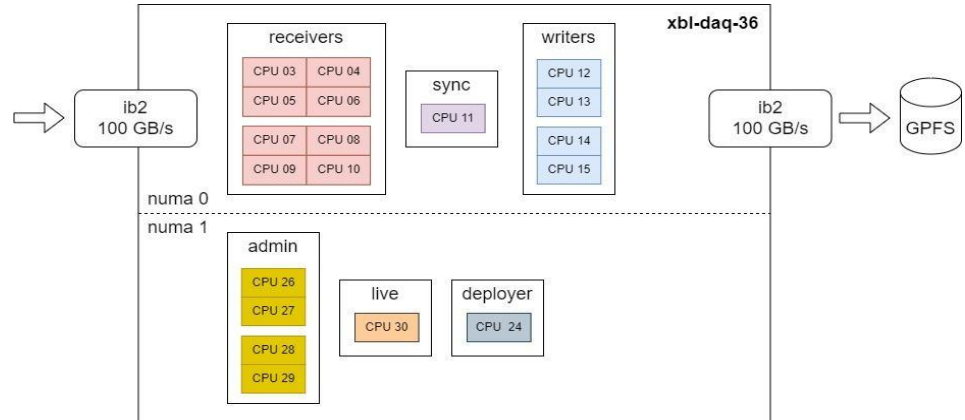 xbl-daq-36
receivers
CPU 03 CPU 04
CPU 05 CPU 06
CPU 07 CPU 08
CPU 09 CPU 10
sync
CPU 11
writers
CPU 12
CPU 13
CPU 14
CPU 15
ib2
100 GB/s
ib2
100 GB/s
GPFS
numa 0
numa 1
admin
CPU 26
CPU 27
CPU 28
CPU 29
live
CPU 30
deployer
CPU 24